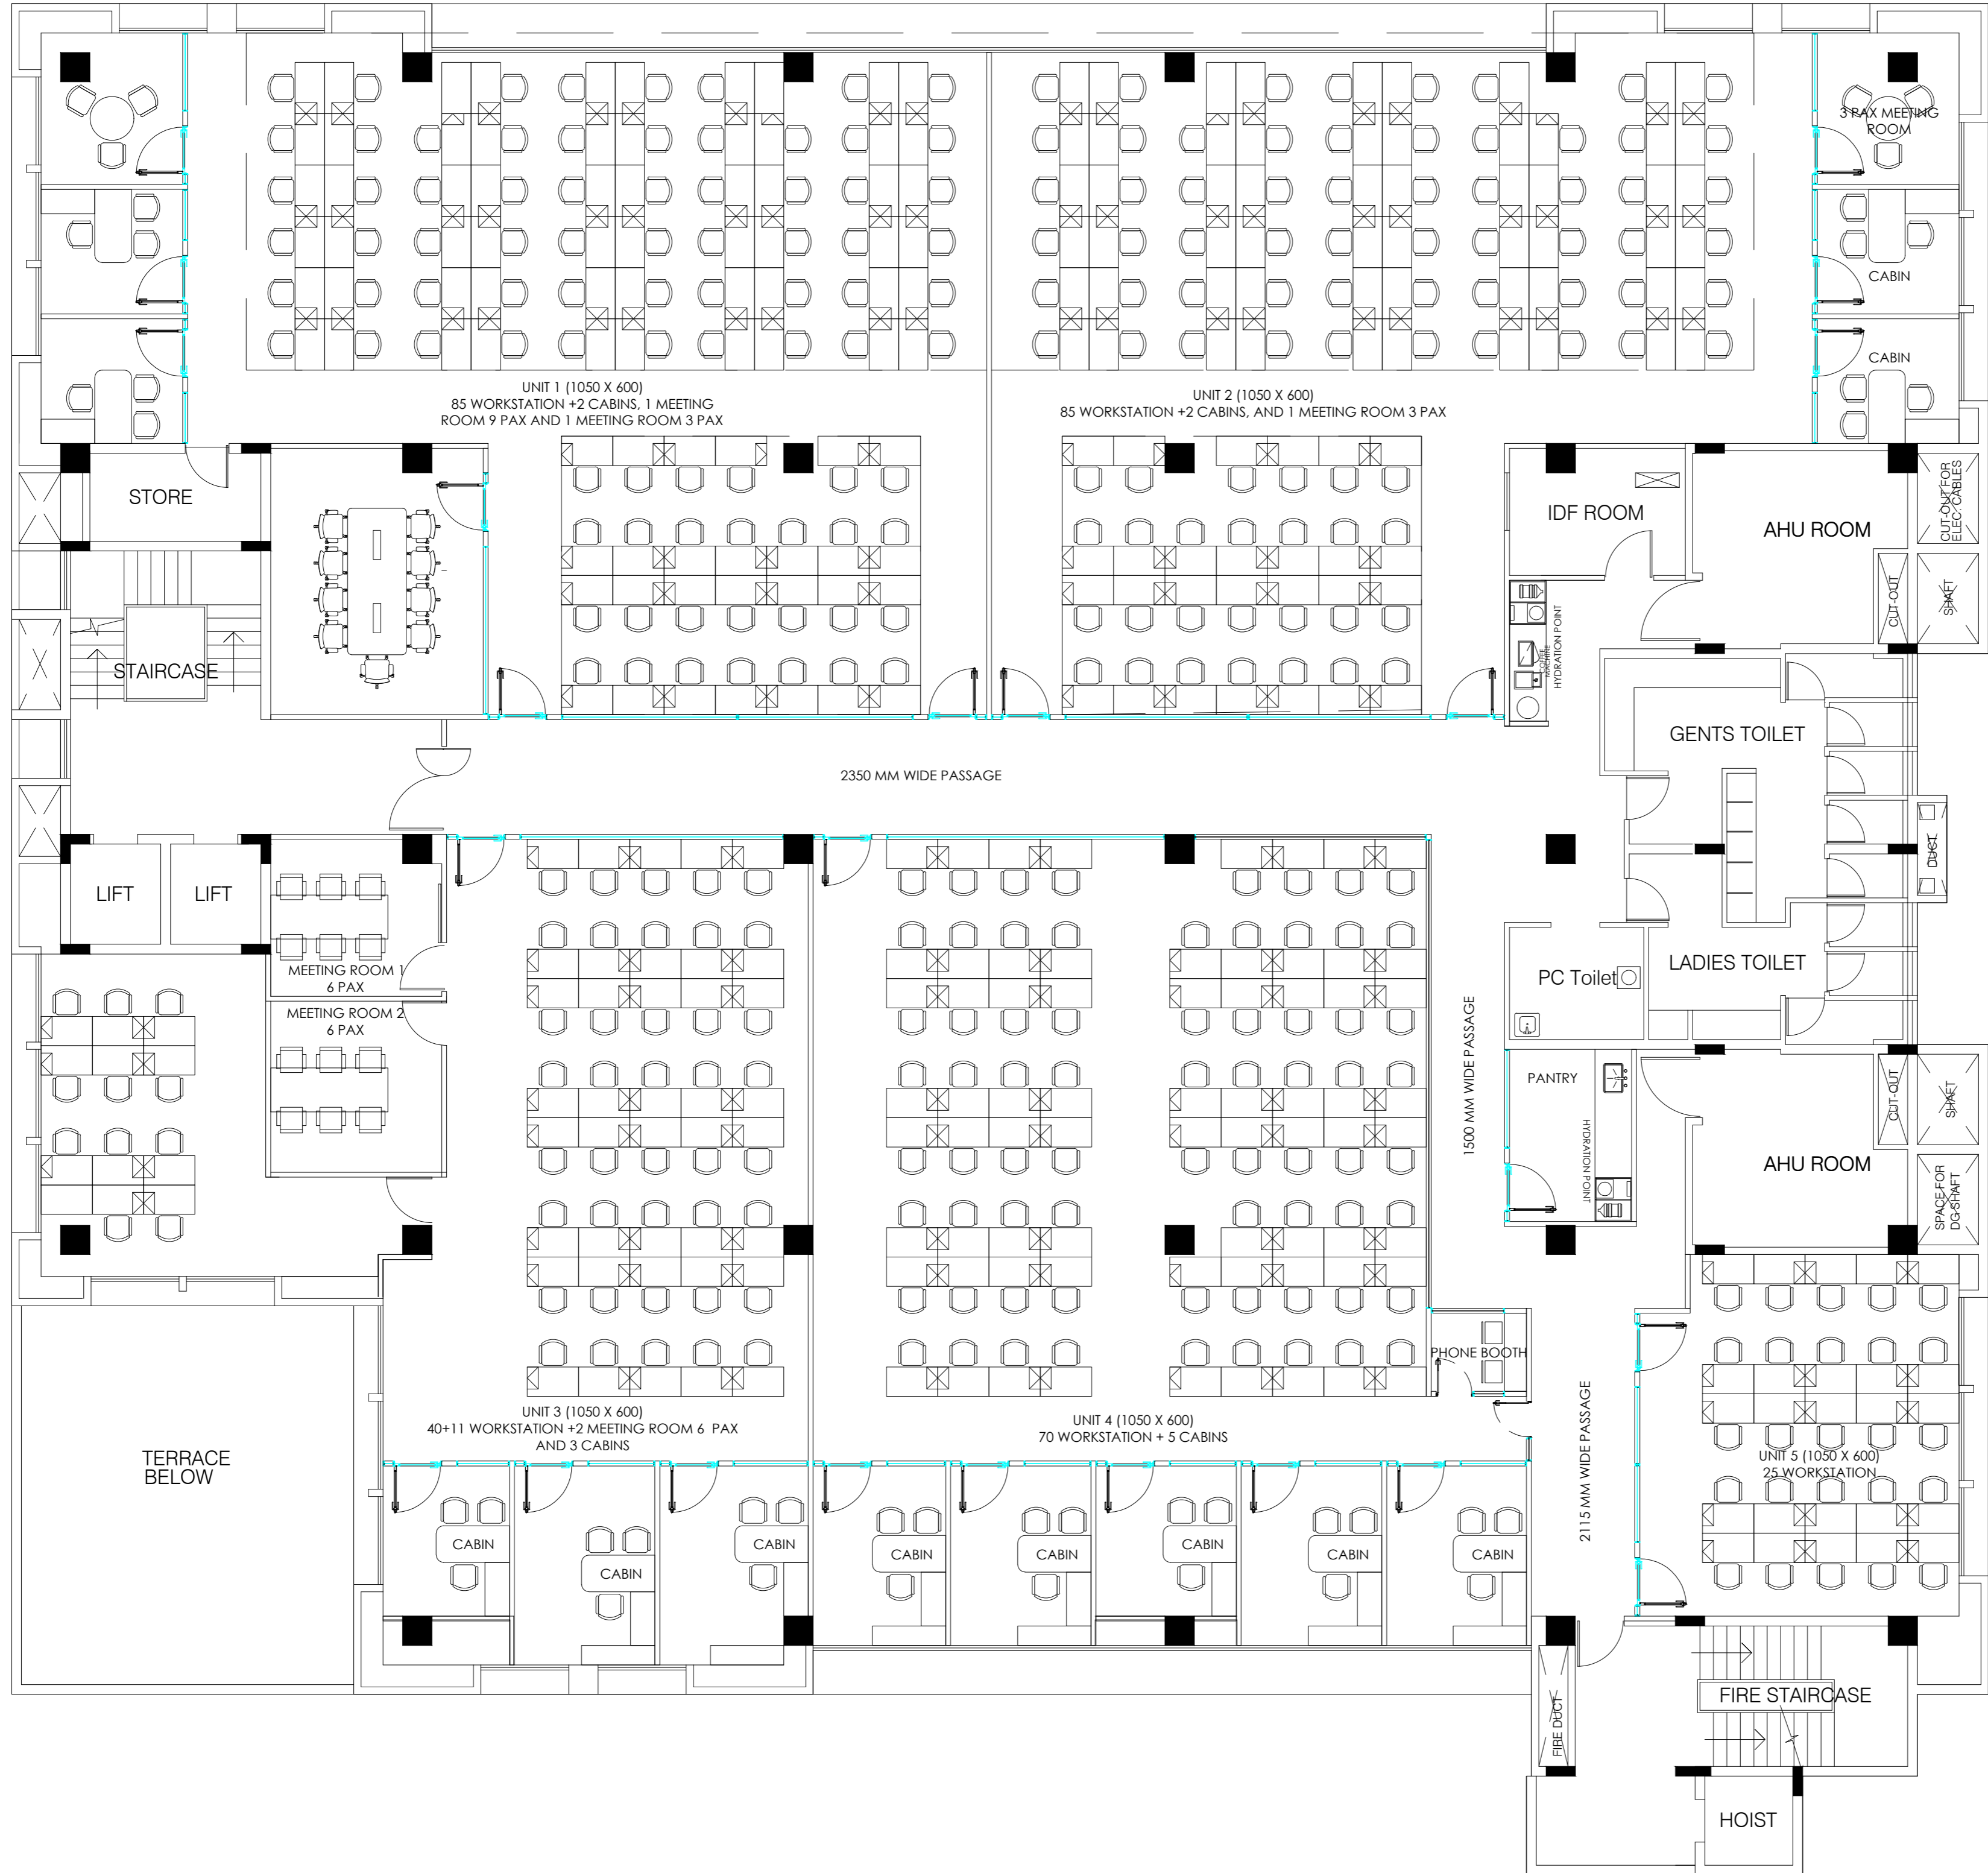 3 PAX MEETING
ROOM
CABIN
CABIN
UNIT 1 (1050 X 600)
85 WORKSTATION +2 CABINS, 1 MEETING
ROOM 9 PAX AND 1 MEETING ROOM 3 PAX
UNIT 2 (1050 X 600)
85 WORKSTATION +2 CABINS, AND 1 MEETING ROOM 3 PAX
STORE
IDF ROOM
AHU ROOM
CUT-OUT FOR
ELEC. CABLES
CUT-OUT
SHAFT
COFFEE
MACHINE
HYDRATION POINT
STAIRCASE
GENTS TOILET
2350 MM WIDE PASSAGE
DUCT
LIFT
LIFT
MEETING ROOM 1
6 PAX
MEETING ROOM 2
6 PAX
PC Toilet
LADIES TOILET
1500 MM WIDE PASSAGE
PANTRY
HYDRATION POINT
CUT-OUT
SHAFT
AHU ROOM
SPACE FOR
DG-SHAFT
PHONE BOOTH
UNIT 3 (1050 X 600)
40+11 WORKSTATION +2 MEETING ROOM 6 PAX
AND 3 CABINS
UNIT 4 (1050 X 600)
70 WORKSTATION + 5 CABINS
2115 MM WIDE PASSAGE
UNIT 5 (1050 X 600)
25 WORKSTATION
TERRACE
BELOW
CABIN
CABIN
CABIN
CABIN
CABIN
CABIN
CABIN
CABIN
FIRE DUCT
FIRE STAIRCASE
HOIST